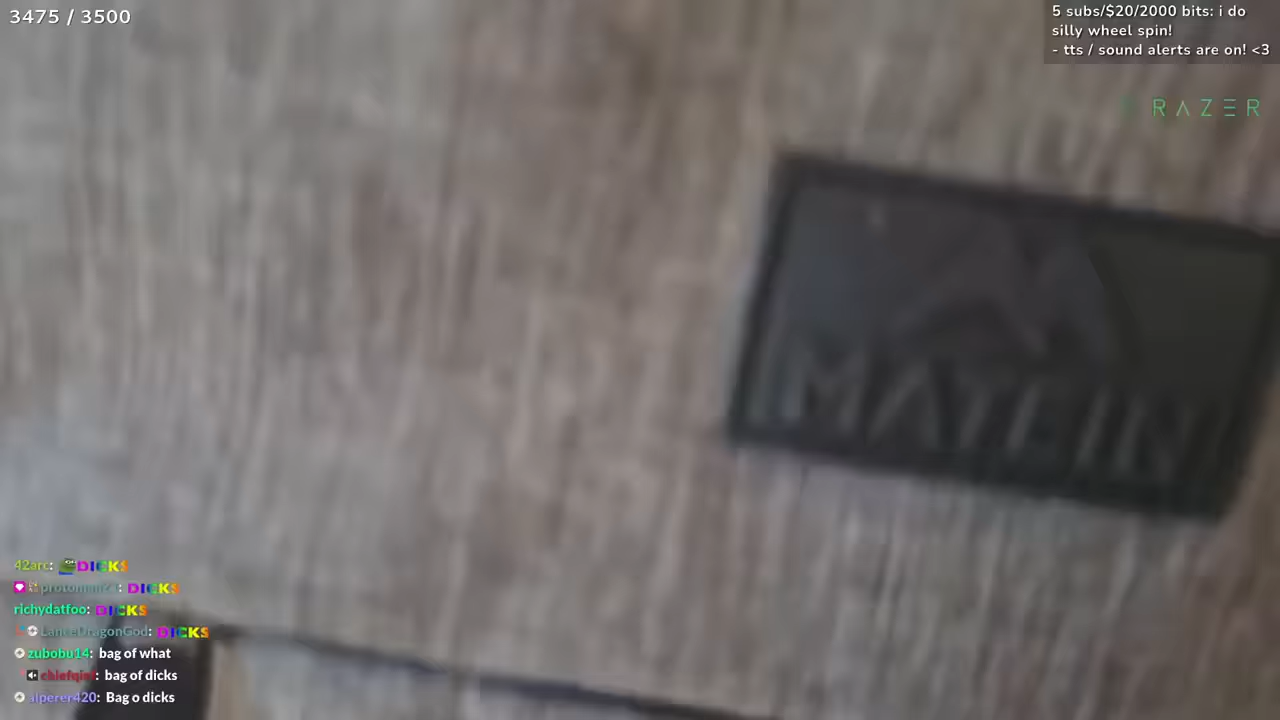 3475 / 3500
5 subs/$20/2000 bits: i do
silly wheel spin!
- tts / sound alerts are on! <3
RAZER
MATEIN
42arc: DICKS
: DICKS
richydatfoo: DICKS
LanceDragonGod: DICKS
zubobu14: bag of what
: bag of dicks
alperer420: Bag o dicks